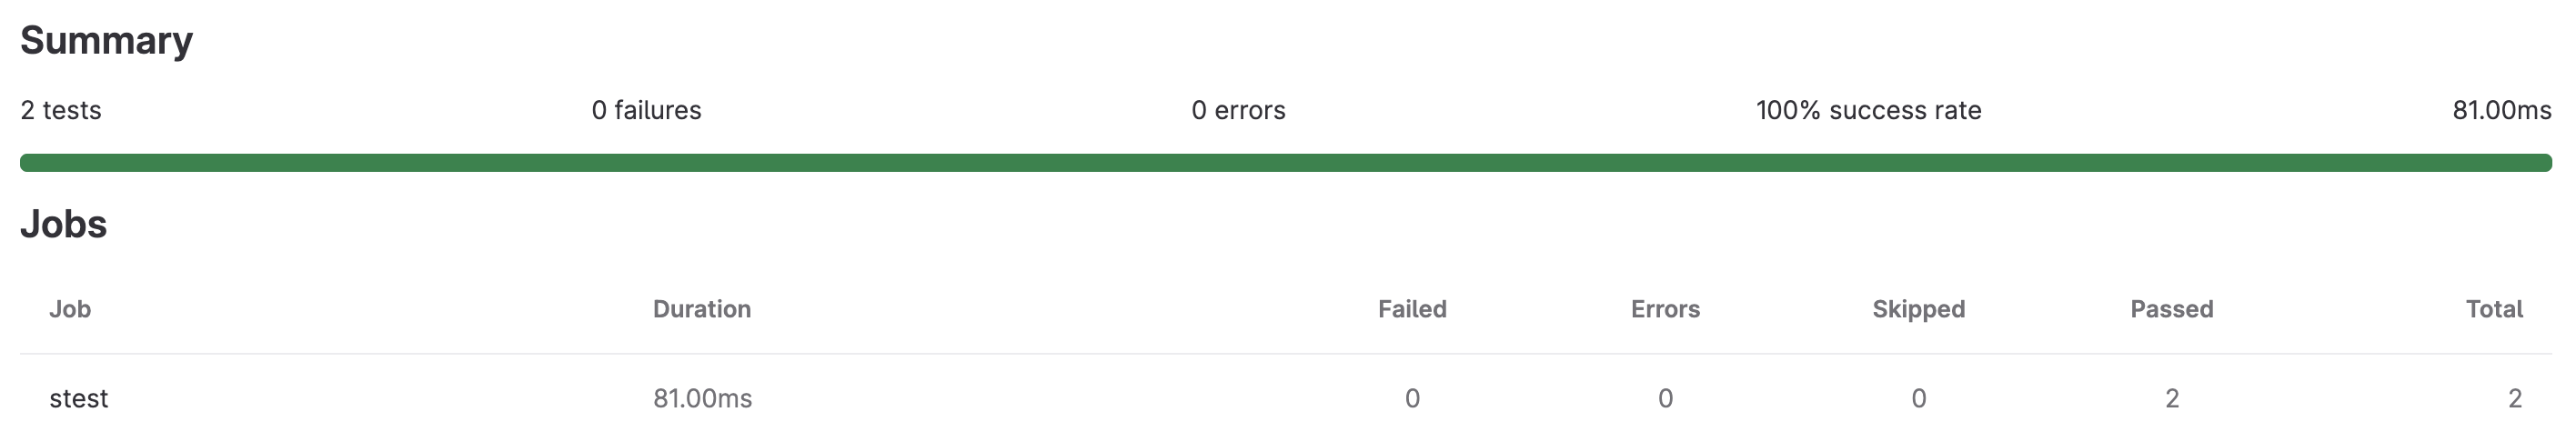 Summary
2 tests 0 failures 0 errors 100% success rate 81.00ms
Jobs
Job Duration Failed Errors Skipped Passed Total
stest 81.00ms 0 0 0 2 2